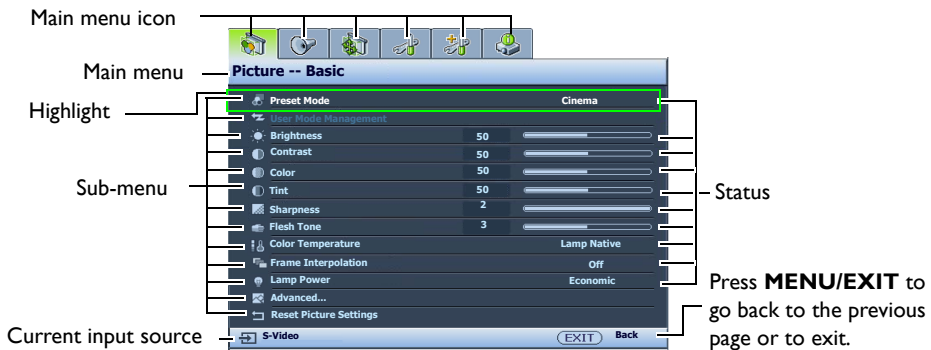 Main menu icon
Main menu
Picture -- Basic
Highlight
Preset Mode Cinema
User Mode Management
Brightness 50
Contrast 50
Color 50
Sub-menu
Tint 50
Status
Sharpness 2
Flesh Tone 3
Color Temperature Lamp Native
Frame Interpolation Off
Lamp Power Economic
Advanced...
Reset Picture Settings
Press MENU/EXIT to
go back to the previous
page or to exit.
Current input source
S-Video EXIT Back